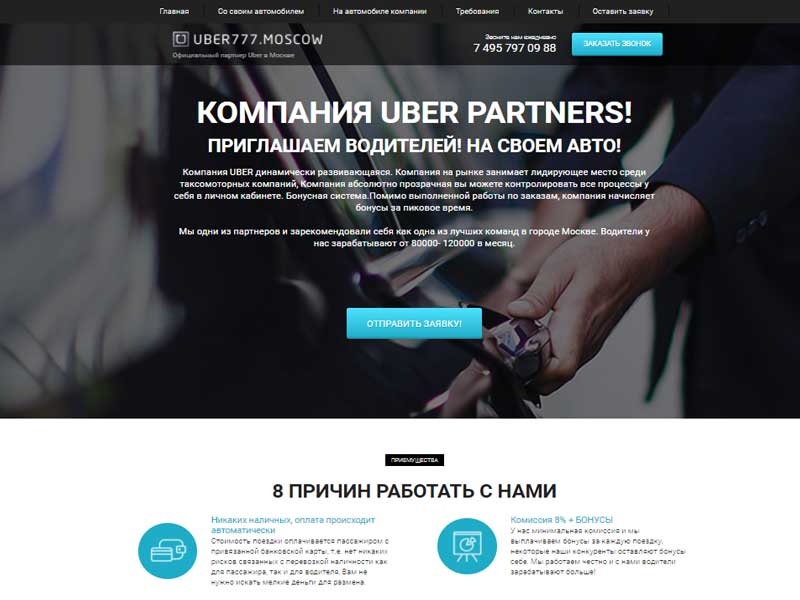 Главная
Со своим автомобилем
На автомобиле компании
Требования
Контакты
Оставить заявку
UBER777.MOSCOW
Официальный партнер Uber в Москве
Звоните нам ежедневно
7 495 797 09 88
ЗАКАЗАТЬ ЗВОНОК
КОМПАНИЯ UBER PARTNERS!
ПРИГЛАШАЕМ ВОДИТЕЛЕЙ! НА СВОЕМ АВТО!
Компания UBER динамически развивающаяся. Компания на рынке занимает лидирующее место среди
таксомоторных компаний, Компания абсолютно прозрачная вы можете контролировать все процессы у
себя в личном кабинете. Бонусная система.Помимо выполненной работы по заказам, компания начисляет
бонусы за пиковое время.
Мы одни из партнеров и зарекомендовали себя как одна из лучших команд в городе Москве. Водители у
нас зарабатывают от 80000- 120000 в месяц.
ОТПРАВИТЬ ЗАЯВКУ!
ПРИЕМУЩЕСТВА
8 ПРИЧИН РАБОТАТЬ С НАМИ
Никаких наличных, оплата происходит
автоматически
Стоимость поездки оплачивается пассажиром с
привязанной банковской карты, т.е. нет никаких
рисков связанных с перевозкой наличности как
для пассажира, так и для водителя, Вам не
нужно искать мелкие деньги для размена.
Комиссия 8% + БОНУСЫ
У нас минимальная комиссия и мы
выплачиваем бонусы за каждую поездку,
некоторые наши конкуренты оставляют бонусы
себе. Мы работаем честно и с нами водители
зарабатывают больше!